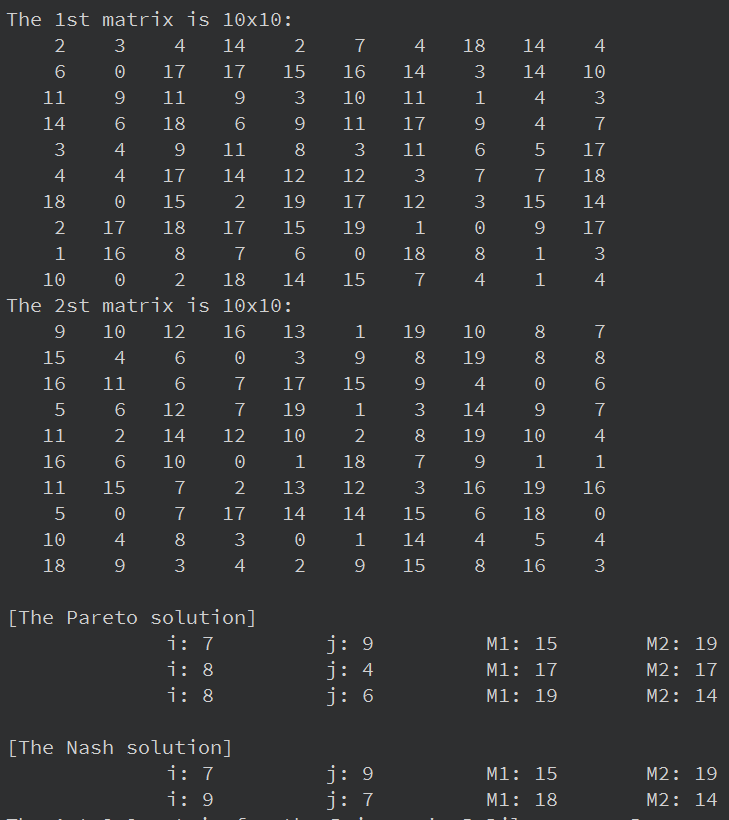 The 1st matrix is 10x10:
2 3 4 14 2 7 4 18 14 4
6 0 17 17 15 16 14 3 14 10
11 9 11 9 3 10 11 1 4 3
14 6 18 6 9 11 17 9 4 7
3 4 9 11 8 3 11 6 5 17
4 4 17 14 12 12 3 7 7 18
18 0 15 2 19 17 12 3 15 14
2 17 18 17 15 19 1 0 9 17
1 16 8 7 6 0 18 8 1 3
10 0 2 18 14 15 7 4 1 4
The 2st matrix is 10x10:
9 10 12 16 13 1 19 10 8 7
15 4 6 0 3 9 8 19 8 8
16 11 6 7 17 15 9 4 0 6
5 6 12 7 19 1 3 14 9 7
11 2 14 12 10 2 8 19 10 4
16 6 10 0 1 18 7 9 1 1
11 15 7 2 13 12 3 16 19 16
5 0 7 17 14 14 15 6 18 0
10 4 8 3 0 1 14 4 5 4
18 9 3 4 2 9 15 8 16 3
[The Pareto solution]
i: 7 j: 9 M1: 15 M2: 19
i: 8 j: 4 M1: 17 M2: 17
i: 8 j: 6 M1: 19 M2: 14
[The Nash solution]
i: 7 j: 9 M1: 15 M2: 19
i: 9 j: 7 M1: 18 M2: 14